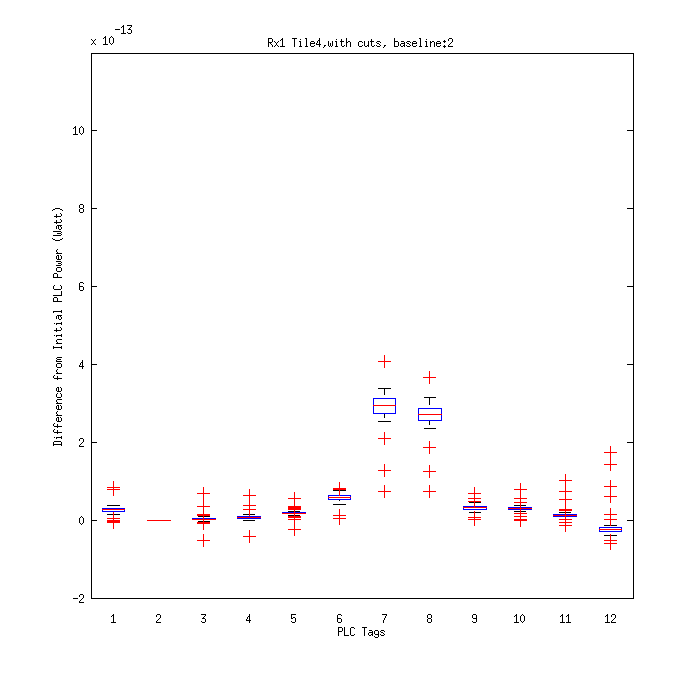 x 10-13
Rx1 Tile4,with cuts, baseline:2
10
8
6
4
2
0
-2
Difference from Initial PLC Power (Watt)
1 2 3 4 5 6 7 8 9 10 11 12
PLC Tags